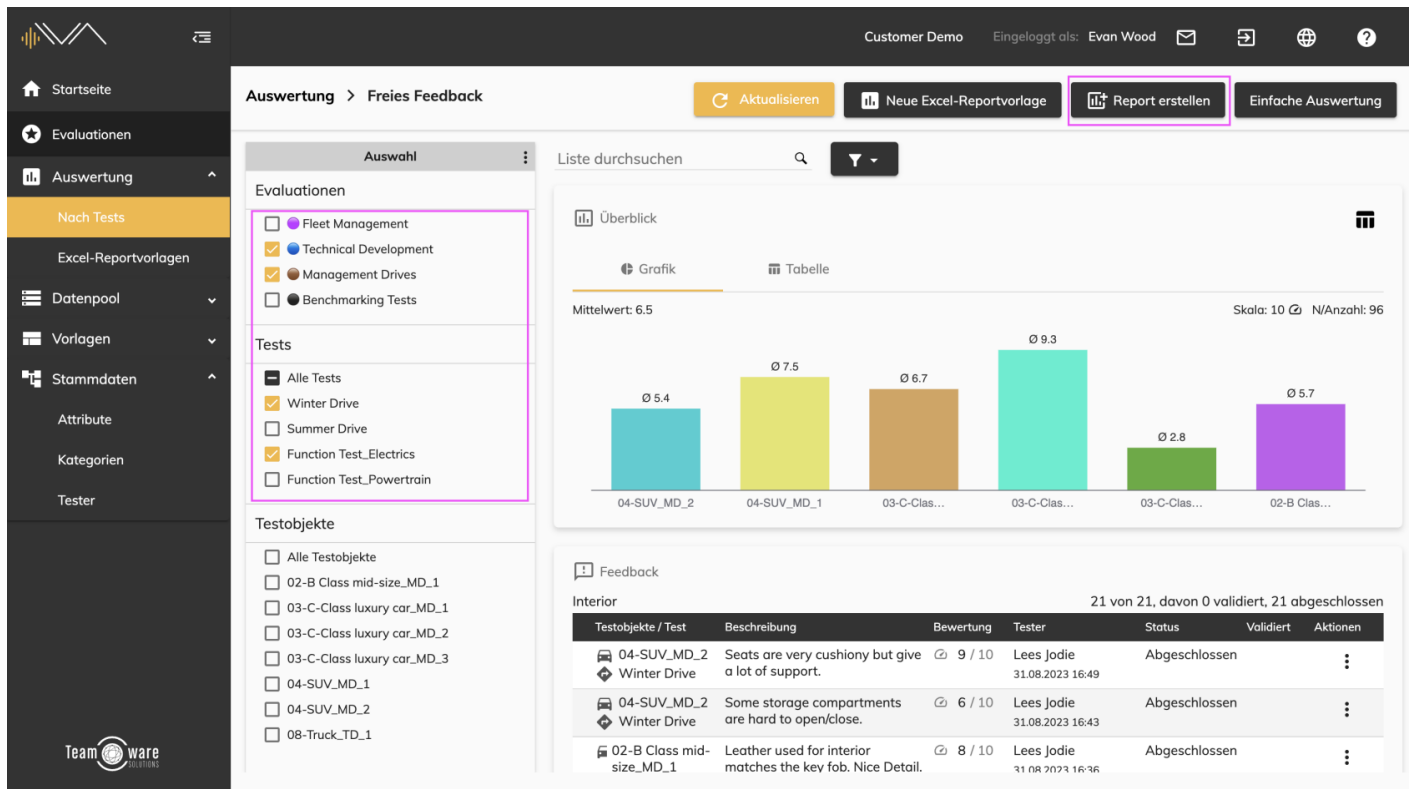 Customer Demo Eingeloggt als: Evan Wood
Startseite
Evaluationen
Auswertung
Nach Tests
Excel-Reportvorlagen
Datenpool
Vorlagen
Stammdaten
Attribute
Kategorien
Tester
Team ware
SOLUTIONS
Auswertung > Freies Feedback
Aktualisieren
Neue Excel-Reportvorlage
Report erstellen
Einfache Auswertung
Auswahl
Evaluationen
Fleet Management
Technical Development
Management Drives
Benchmarking Tests
Tests
Alle Tests
Winter Drive
Summer Drive
Function Test_Electrics
Function Test_Powertrain
Testobjekte
Alle Testobjekte
02-B Class mid-size_MD_1
03-C-Class luxury car_MD_1
03-C-Class luxury car_MD_2
03-C-Class luxury car_MD_3
04-SUV_MD_1
04-SUV_MD_2
08-Truck_TD_1
Liste durchsuchen
Überblick
Grafik Tabelle
Mittelwert: 6.5 Skala: 10 N/Anzahl: 96
Ø 5.4 Ø 7.5 Ø 6.7 Ø 9.3 Ø 2.8 Ø 5.7
04-SUV_MD_2 04-SUV_MD_1 03-C-Clas... 03-C-Clas... 03-C-Clas... 02-B Clas...
Feedback
Interior 21 von 21, davon 0 validiert, 21 abgeschlossen
Testobjekte / Test Beschreibung Bewertung Tester Status Validiert Aktionen
04-SUV_MD_2 Seats are very cushiony but give 9 / 10 Lees Jodie Abgeschlossen
Winter Drive a lot of support. 31.08.2023 16:49
04-SUV_MD_2 Some storage compartments 6 / 10 Lees Jodie Abgeschlossen
Winter Drive are hard to open/close. 31.08.2023 16:43
02-B Class mid- Leather used for interior 8 / 10 Lees Jodie Abgeschlossen
size_MD_1 matches the key fob. Nice Detail. 31.08.2023 16:36